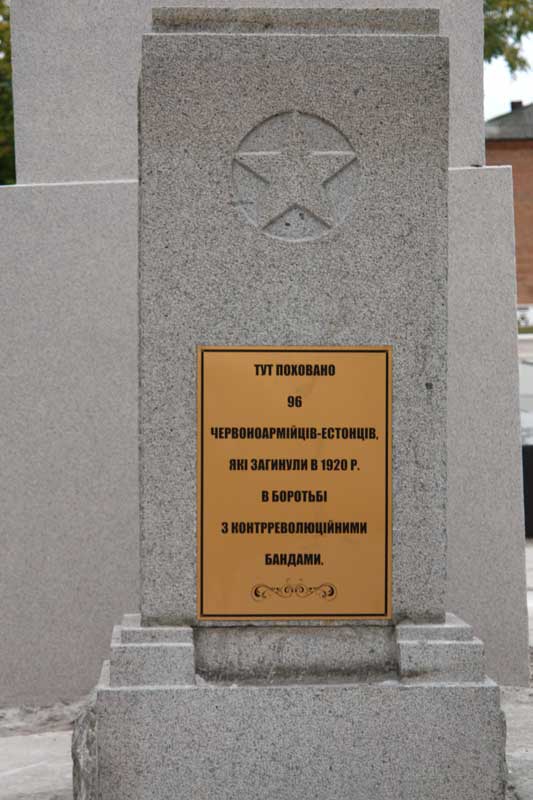 ТУТ ПОХОВАНО
96
ЧЕРВОНОАРМІЙЦІВ-ЕСТОНЦІВ,
ЯКІ ЗАГИНУЛИ В 1920 Р.
В БОРОТЬБІ
З КОНТРРЕВОЛЮЦІЙНИМИ
БАНДАМИ.